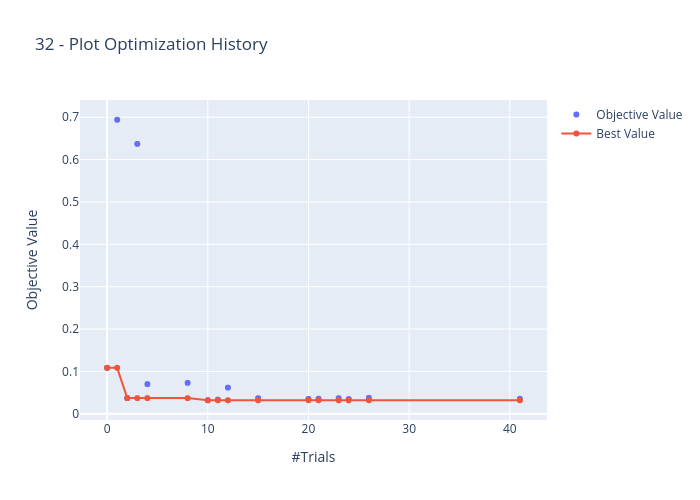 32 - Plot Optimization History
Objective Value
Best Value
0.7
0.6
0.5
0.4
0.3
0.2
0.1
0
Objective Value
0 10 20 30 40
#Trials